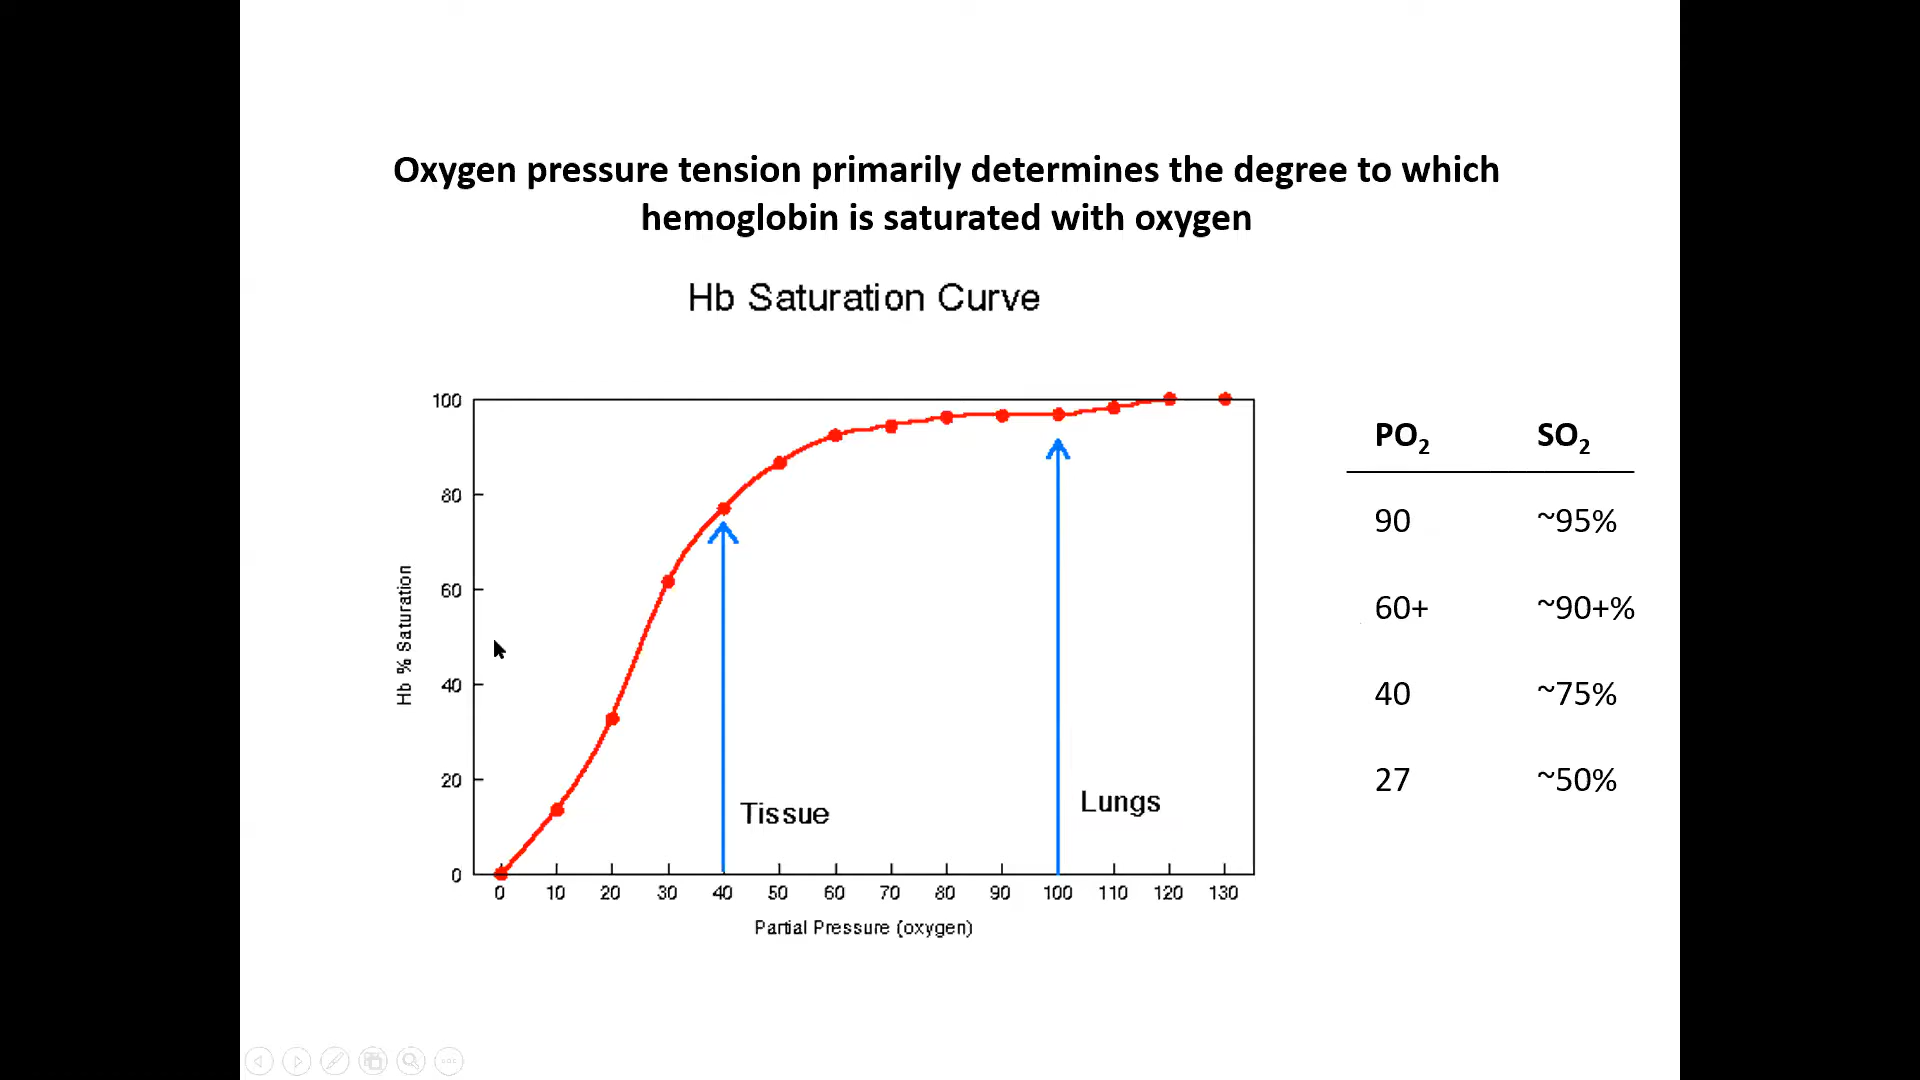 Oxygen pressure tension primarily determines the degree to which
hemoglobin is saturated with oxygen
Hb Saturation Curve
Hb % Saturation
100
80
60
40
20
0
Tissue
Lungs
0 10 20 30 40 50 60 70 80 90 100 110 120 130
Partial Pressure (oxygen)
PO₂ SO₂
90 ~95%
60+ ~90+%
40 ~75%
27 ~50%